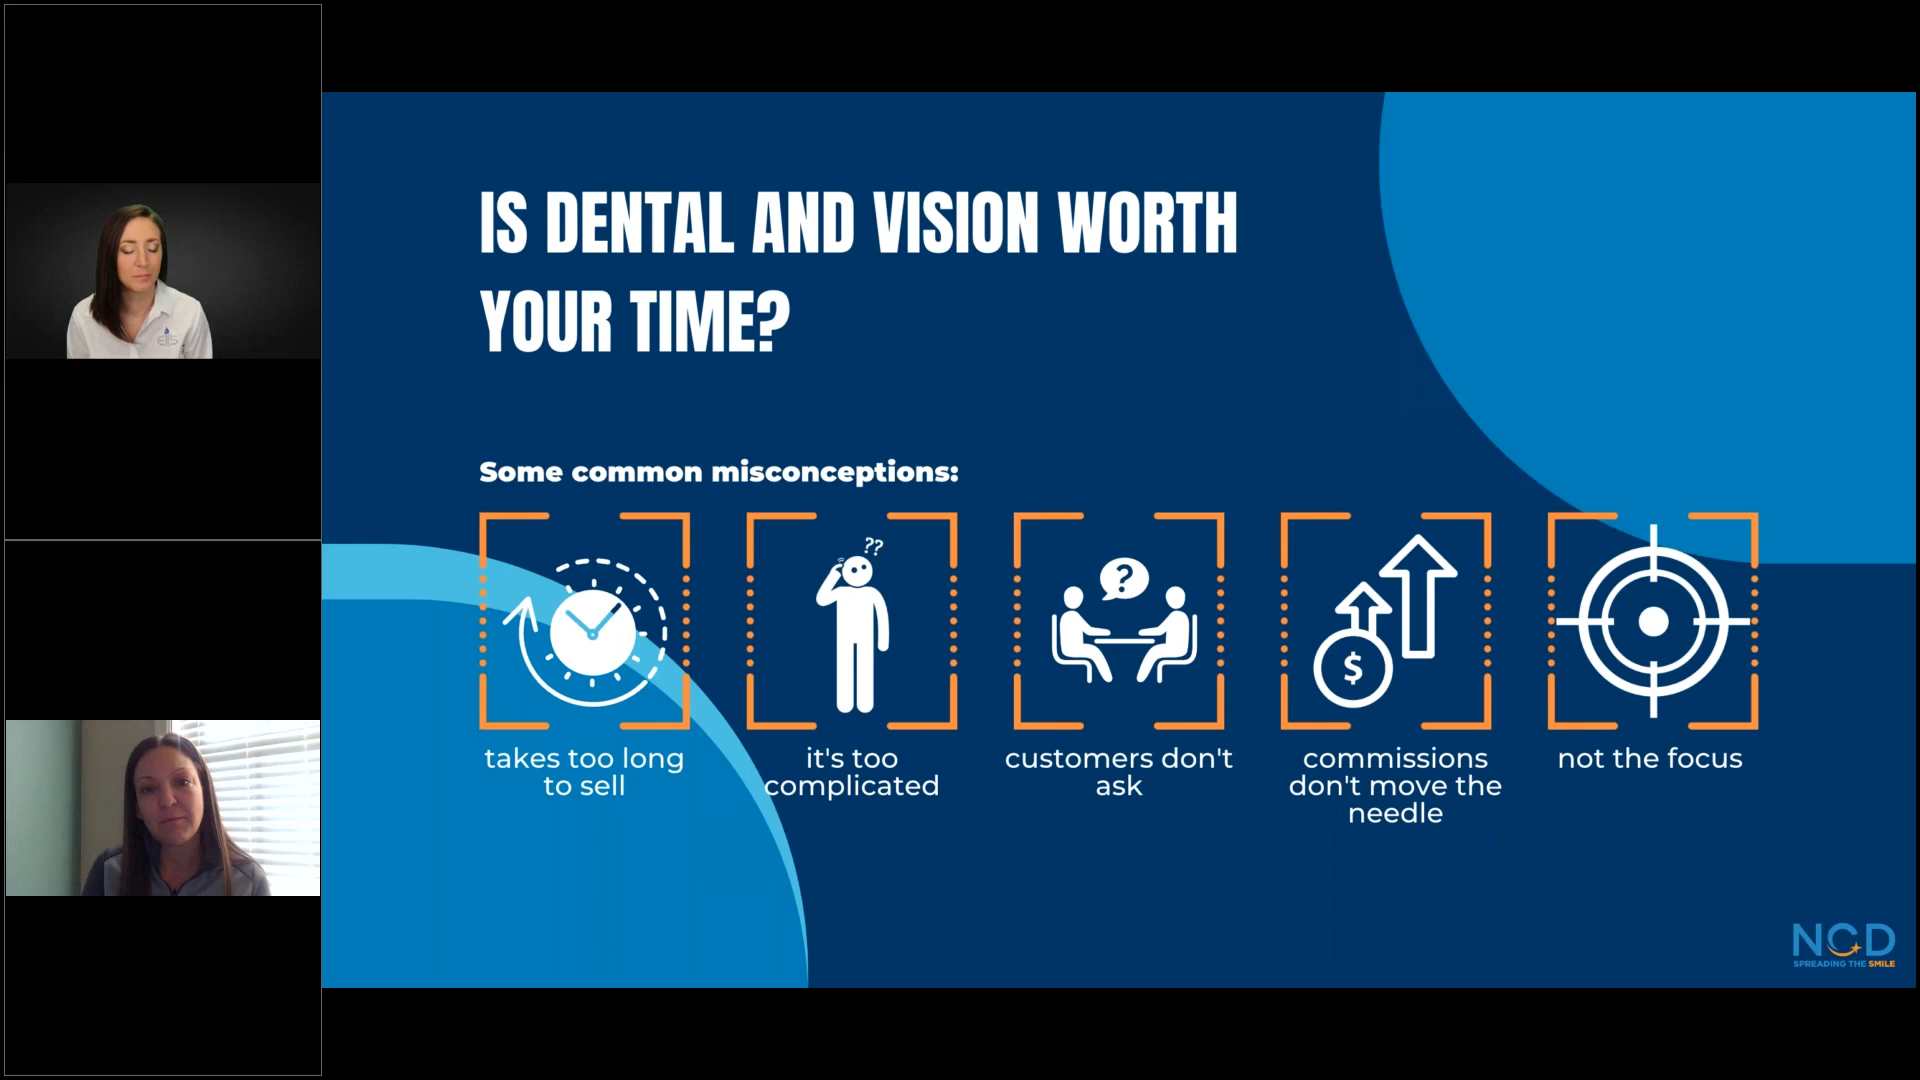 IS DENTAL AND VISION WORTH
YOUR TIME?
Some common misconceptions:
??
?
$
takes too long
to sell
it's too
complicated
customers don't
ask
commissions
don't move the
needle
not the focus
NCD
SPREADING THE SMILE